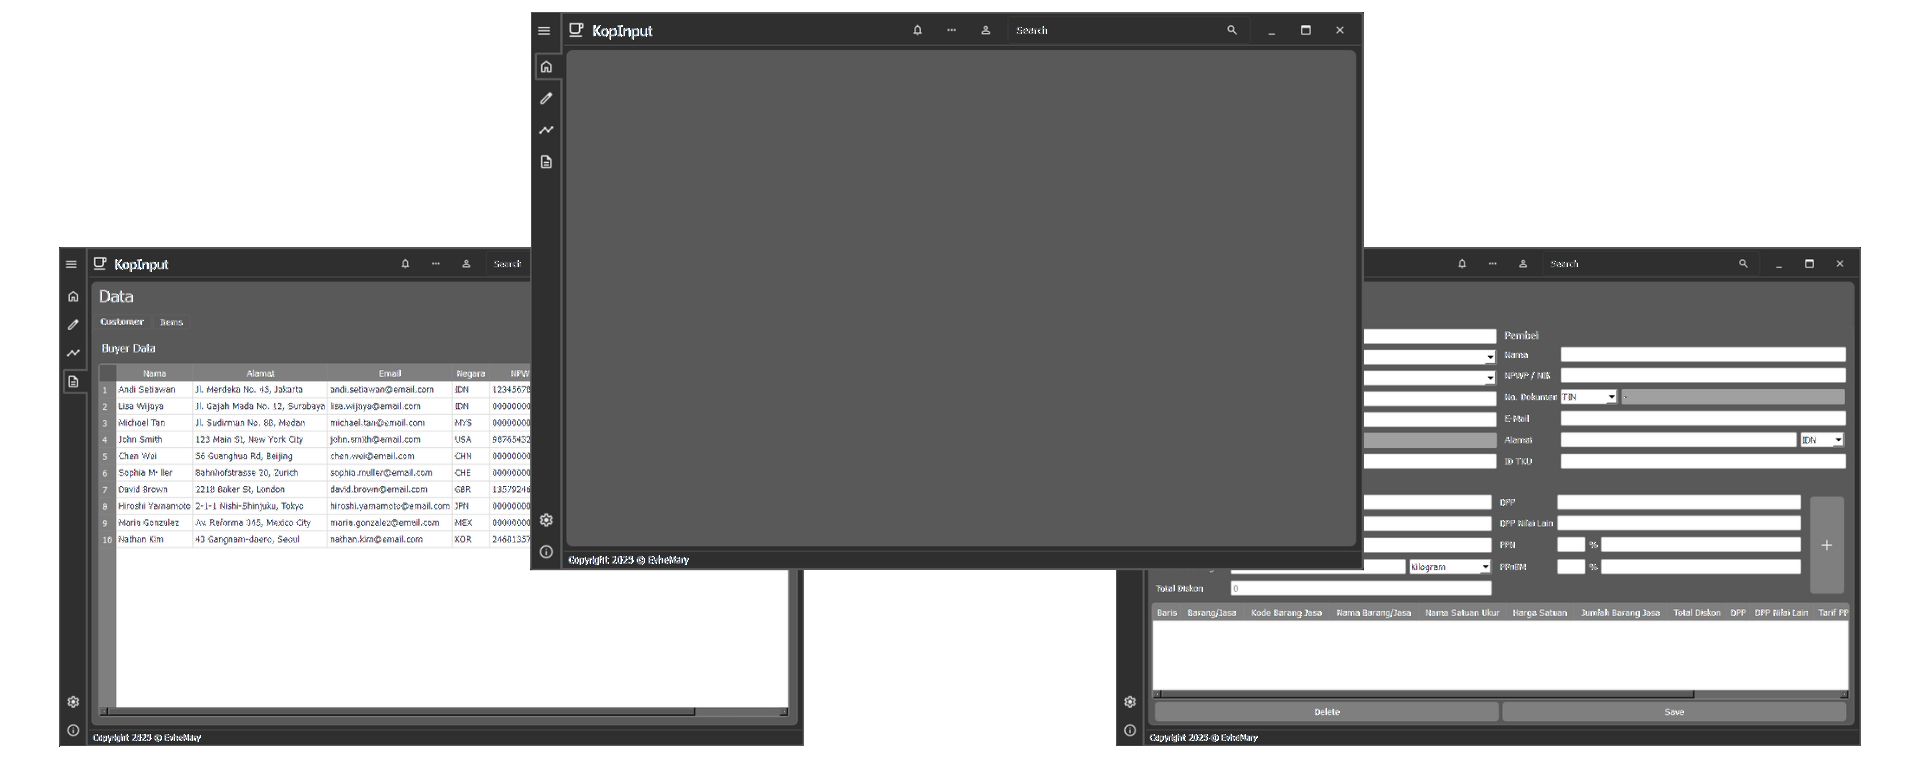 KopInput
Search
Copyright 2025 © EvheMary
KopInput
Search
Data
Customer Items
Buyer Data
Nama Alamat Email Negara NPW
1 Andi Setiawan Jl. Merdeka No. 45, Jakarta andi.setiawan@email.com IDN 12345678
2 Lisa Wijaya Jl. Gajah Mada No. 12, Surabaya lisa.wijaya@email.com IDN 00000000
3 Michael Tan Jl. Sudirman No. 88, Medan michael.tan@email.com MYS 00000000
4 John Smith 123 Main St, New York City john.smith@email.com USA 98765432
5 Chen Wei 56 Guanghua Rd, Beijing chen.wei@email.com CHN 00000000
6 Sophia M ller Bahnhofstrasse 20, Zurich sophia.muller@email.com CHE 00000000
7 David Brown 221B Baker St, London david.brown@email.com GBR 13579246
8 Hiroshi Yamamoto 2-1-1 Nishi-Shinjuku, Tokyo hiroshi.yamamoto@email.com JPN 00000000
9 Maria Gonzalez Av. Reforma 345, Mexico City maria.gonzalez@email.com MEX 00000000
10 Nathan Kim 43 Gangnam-daero, Seoul nathan.kim@email.com KOR 24681357
Copyright 2025 © EvheMary
Search
Pembeli
Nama
NPWP / NIK
No. Dokumen TIN -
E-Mail
Alamat IDN
ID TKU
DPP
DPP Nilai Lain
PPN %
Kilogram PPnBM %
Total Diskon 0
+
Baris Barang/Jasa Kode Barang Jasa Nama Barang/Jasa Nama Satuan Ukur Harga Satuan Jumlah Barang Jasa Total Diskon DPP DPP Nilai Lain Tarif PP
Delete Save
Copyright 2025 © EvheMary